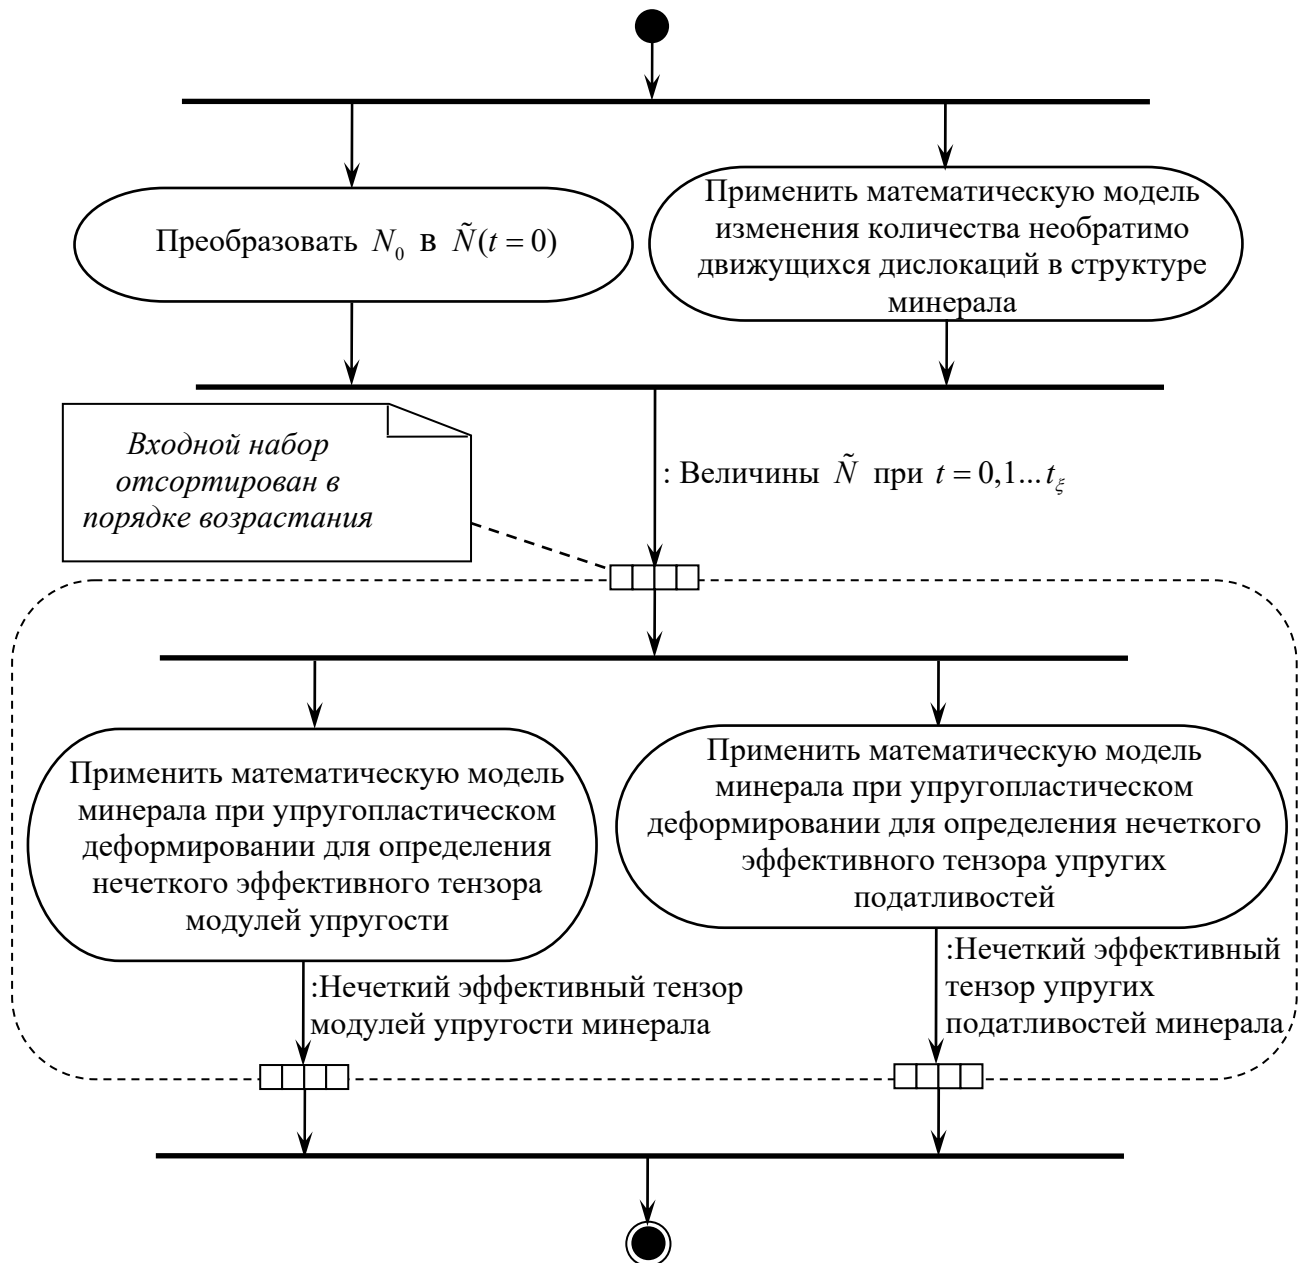 Преобразовать N₀ в Ñ(t = 0)
Применить математическую модель
изменения количества необратимо
движущихся дислокаций в структуре
минерала
Входной набор
отсортирован в
порядке возрастания
: Величины Ñ при t = 0,1...t_ξ
Применить математическую модель
минерала при упругопластическом
деформировании для определения
нечеткого эффективного тензора
модулей упругости
Применить математическую модель
минерала при упругопластическом
деформировании для определения нечеткого
эффективного тензора упругих
податливостей
:Нечеткий эффективный тензор
модулей упругости минерала
:Нечеткий эффективный
тензор упругих
податливостей минерала